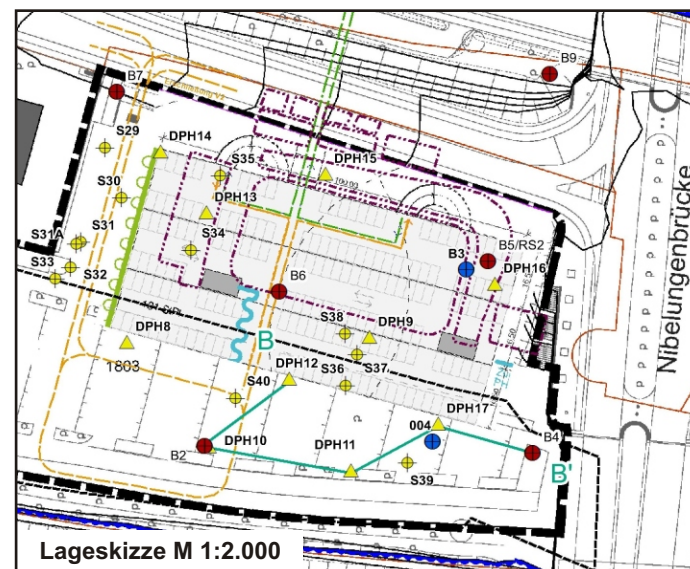 B9
B7
S29
DPH14
S35
DPH15
S30
DPH13
S31A
S31
S34
B3
B5/RS2
S33
S32
B6
DPH16
Nibelungenbrücke
S38
DPH9
DPH8
B
1803
S37
DPH12
S36
S40
DPH17
004
B4
DPH10
B2
DPH11
B'
S39
Lageskizze M 1:2.000